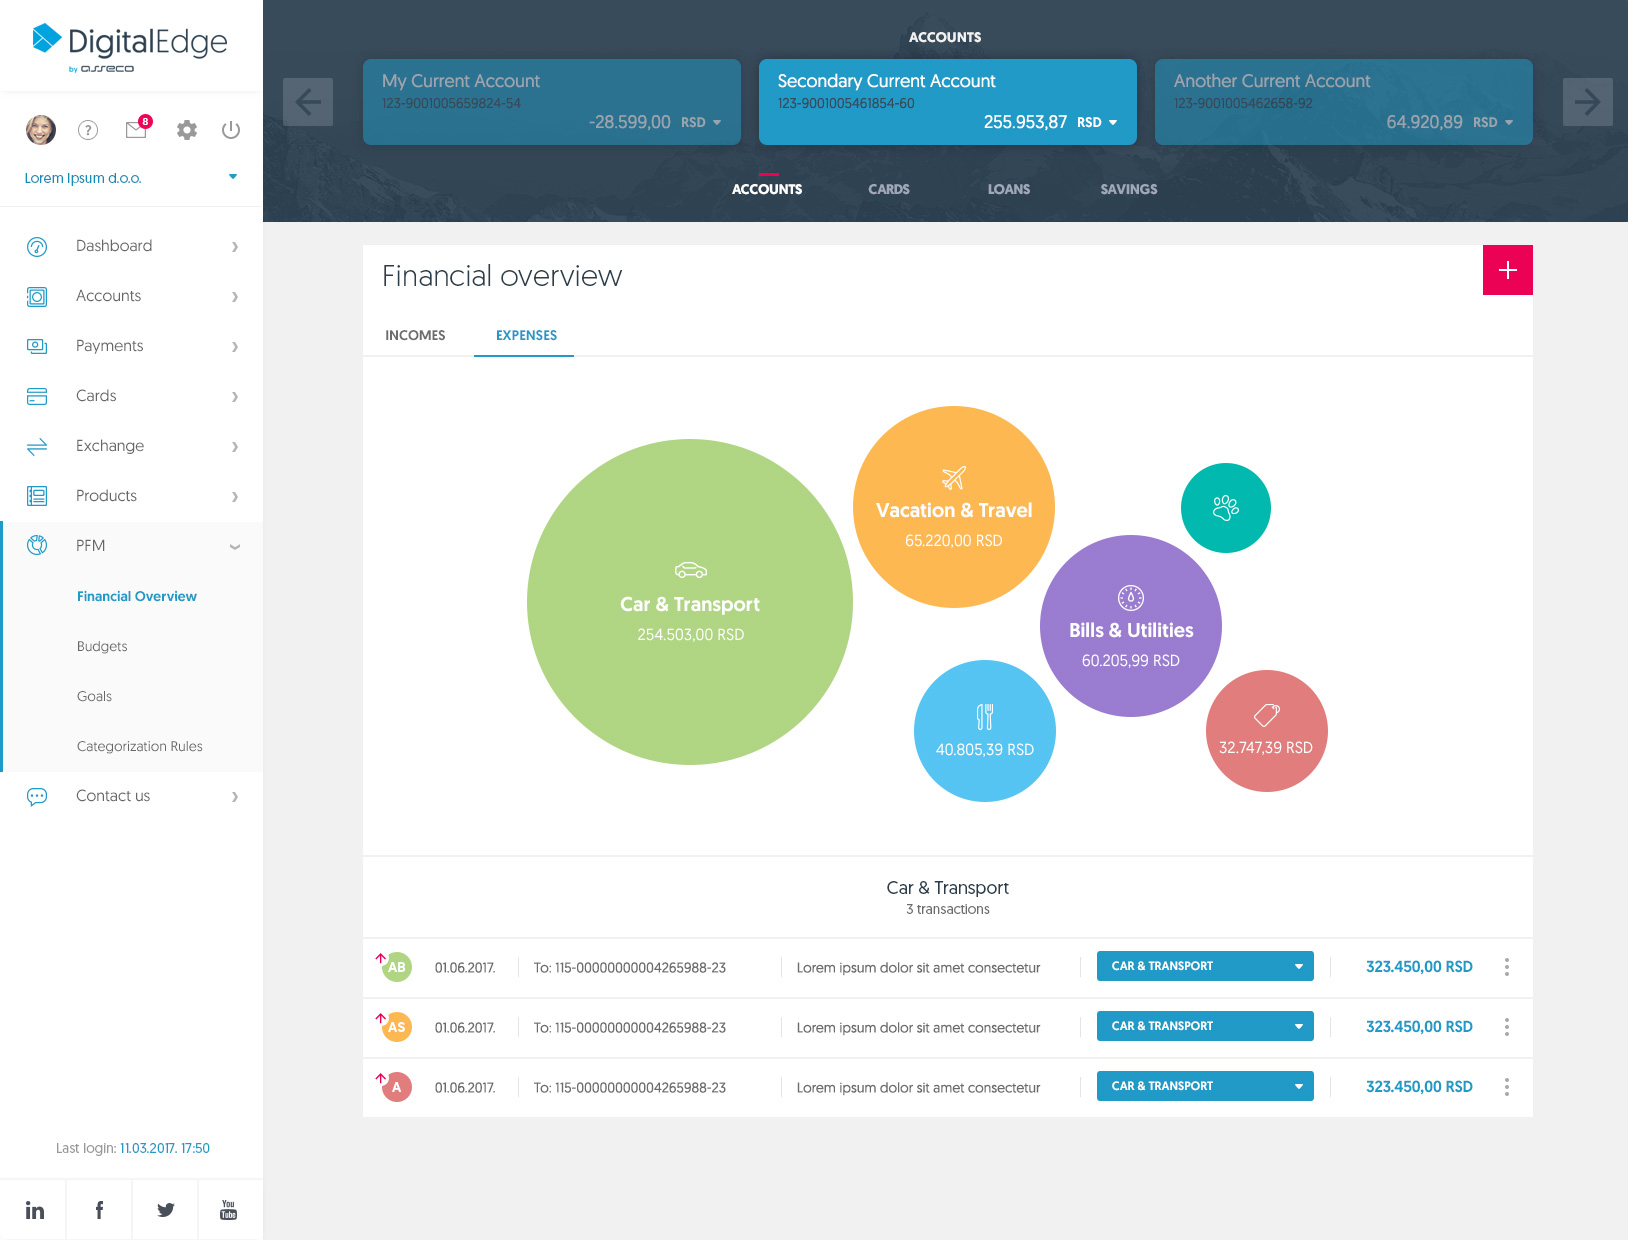 DigitalEdge
by asseco
8
Lorem Ipsum d.o.o.
Dashboard
Accounts
Payments
Cards
Exchange
Products
PFM
Financial Overview
Budgets
Goals
Categorization Rules
Contact us
Last login: 11.03.2017. 17:50
in
f
You
Tube
ACCOUNTS
My Current Account
123-9001005659824-54
-28.599,00 RSD
Secondary Current Account
123-9001005461854-60
255.953,87 RSD
Another Current Account
123-9001005462658-92
64.920,89 RSD
ACCOUNTS CARDS LOANS SAVINGS
Financial overview
+
INCOMES EXPENSES
Car & Transport
254.503,00 RSD
Vacation & Travel
65.220,00 RSD
Bills & Utilities
60.205,99 RSD
40.805,39 RSD
32.747,39 RSD
Car & Transport
3 transactions
AB 01.06.2017. To: 115-00000000004265988-23 Lorem ipsum dolor sit amet consectetur CAR & TRANSPORT 323.450,00 RSD
AS 01.06.2017. To: 115-00000000004265988-23 Lorem ipsum dolor sit amet consectetur CAR & TRANSPORT 323.450,00 RSD
A 01.06.2017. To: 115-00000000004265988-23 Lorem ipsum dolor sit amet consectetur CAR & TRANSPORT 323.450,00 RSD